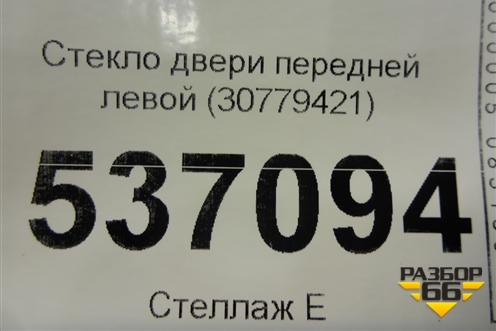 Стекло двери передней
левой (30779421)
537094
Стеллаж Е
РАЗБОР
66